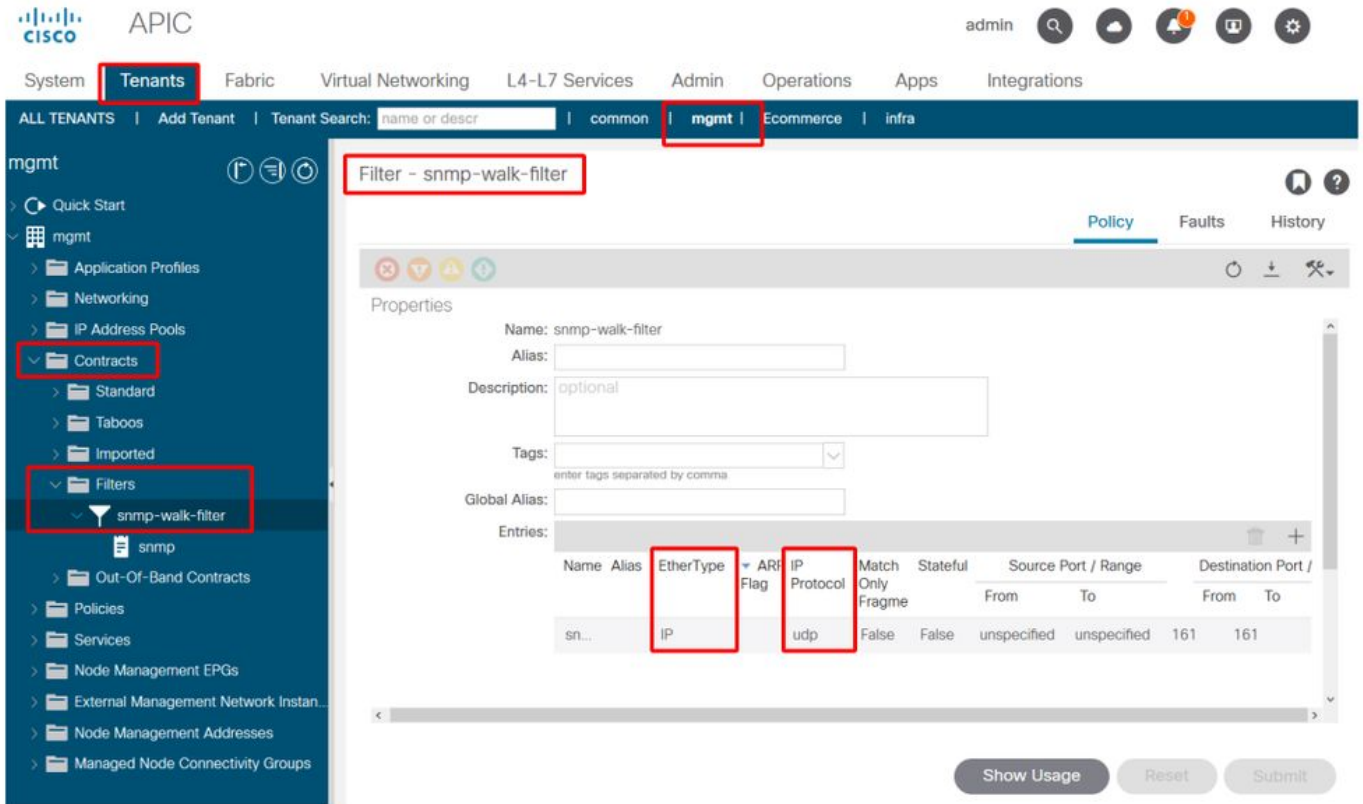 CISCO APIC admin 1
System Tenants Fabric Virtual Networking L4-L7 Services Admin Operations Apps Integrations
ALL TENANTS | Add Tenant | Tenant Search: name or descr | common | mgmt | Ecommerce | infra
mgmt
Quick Start
mgmt
Application Profiles
Networking
IP Address Pools
Contracts
Standard
Taboos
Imported
Filters
snmp-walk-filter
snmp
Out-Of-Band Contracts
Policies
Services
Node Management EPGs
External Management Network Instan...
Node Management Addresses
Managed Node Connectivity Groups
Filter - snmp-walk-filter
Policy Faults History
Properties
Name: snmp-walk-filter
Alias:
Description: optional
Tags:
enter tags separated by comma
Global Alias:
Entries:
Name Alias EtherType ARP IP Match Stateful Source Port / Range Destination Port /
Flag Protocol Only
Fragme From To From To
sn... IP udp False False unspecified unspecified 161 161
Show Usage Reset Submit